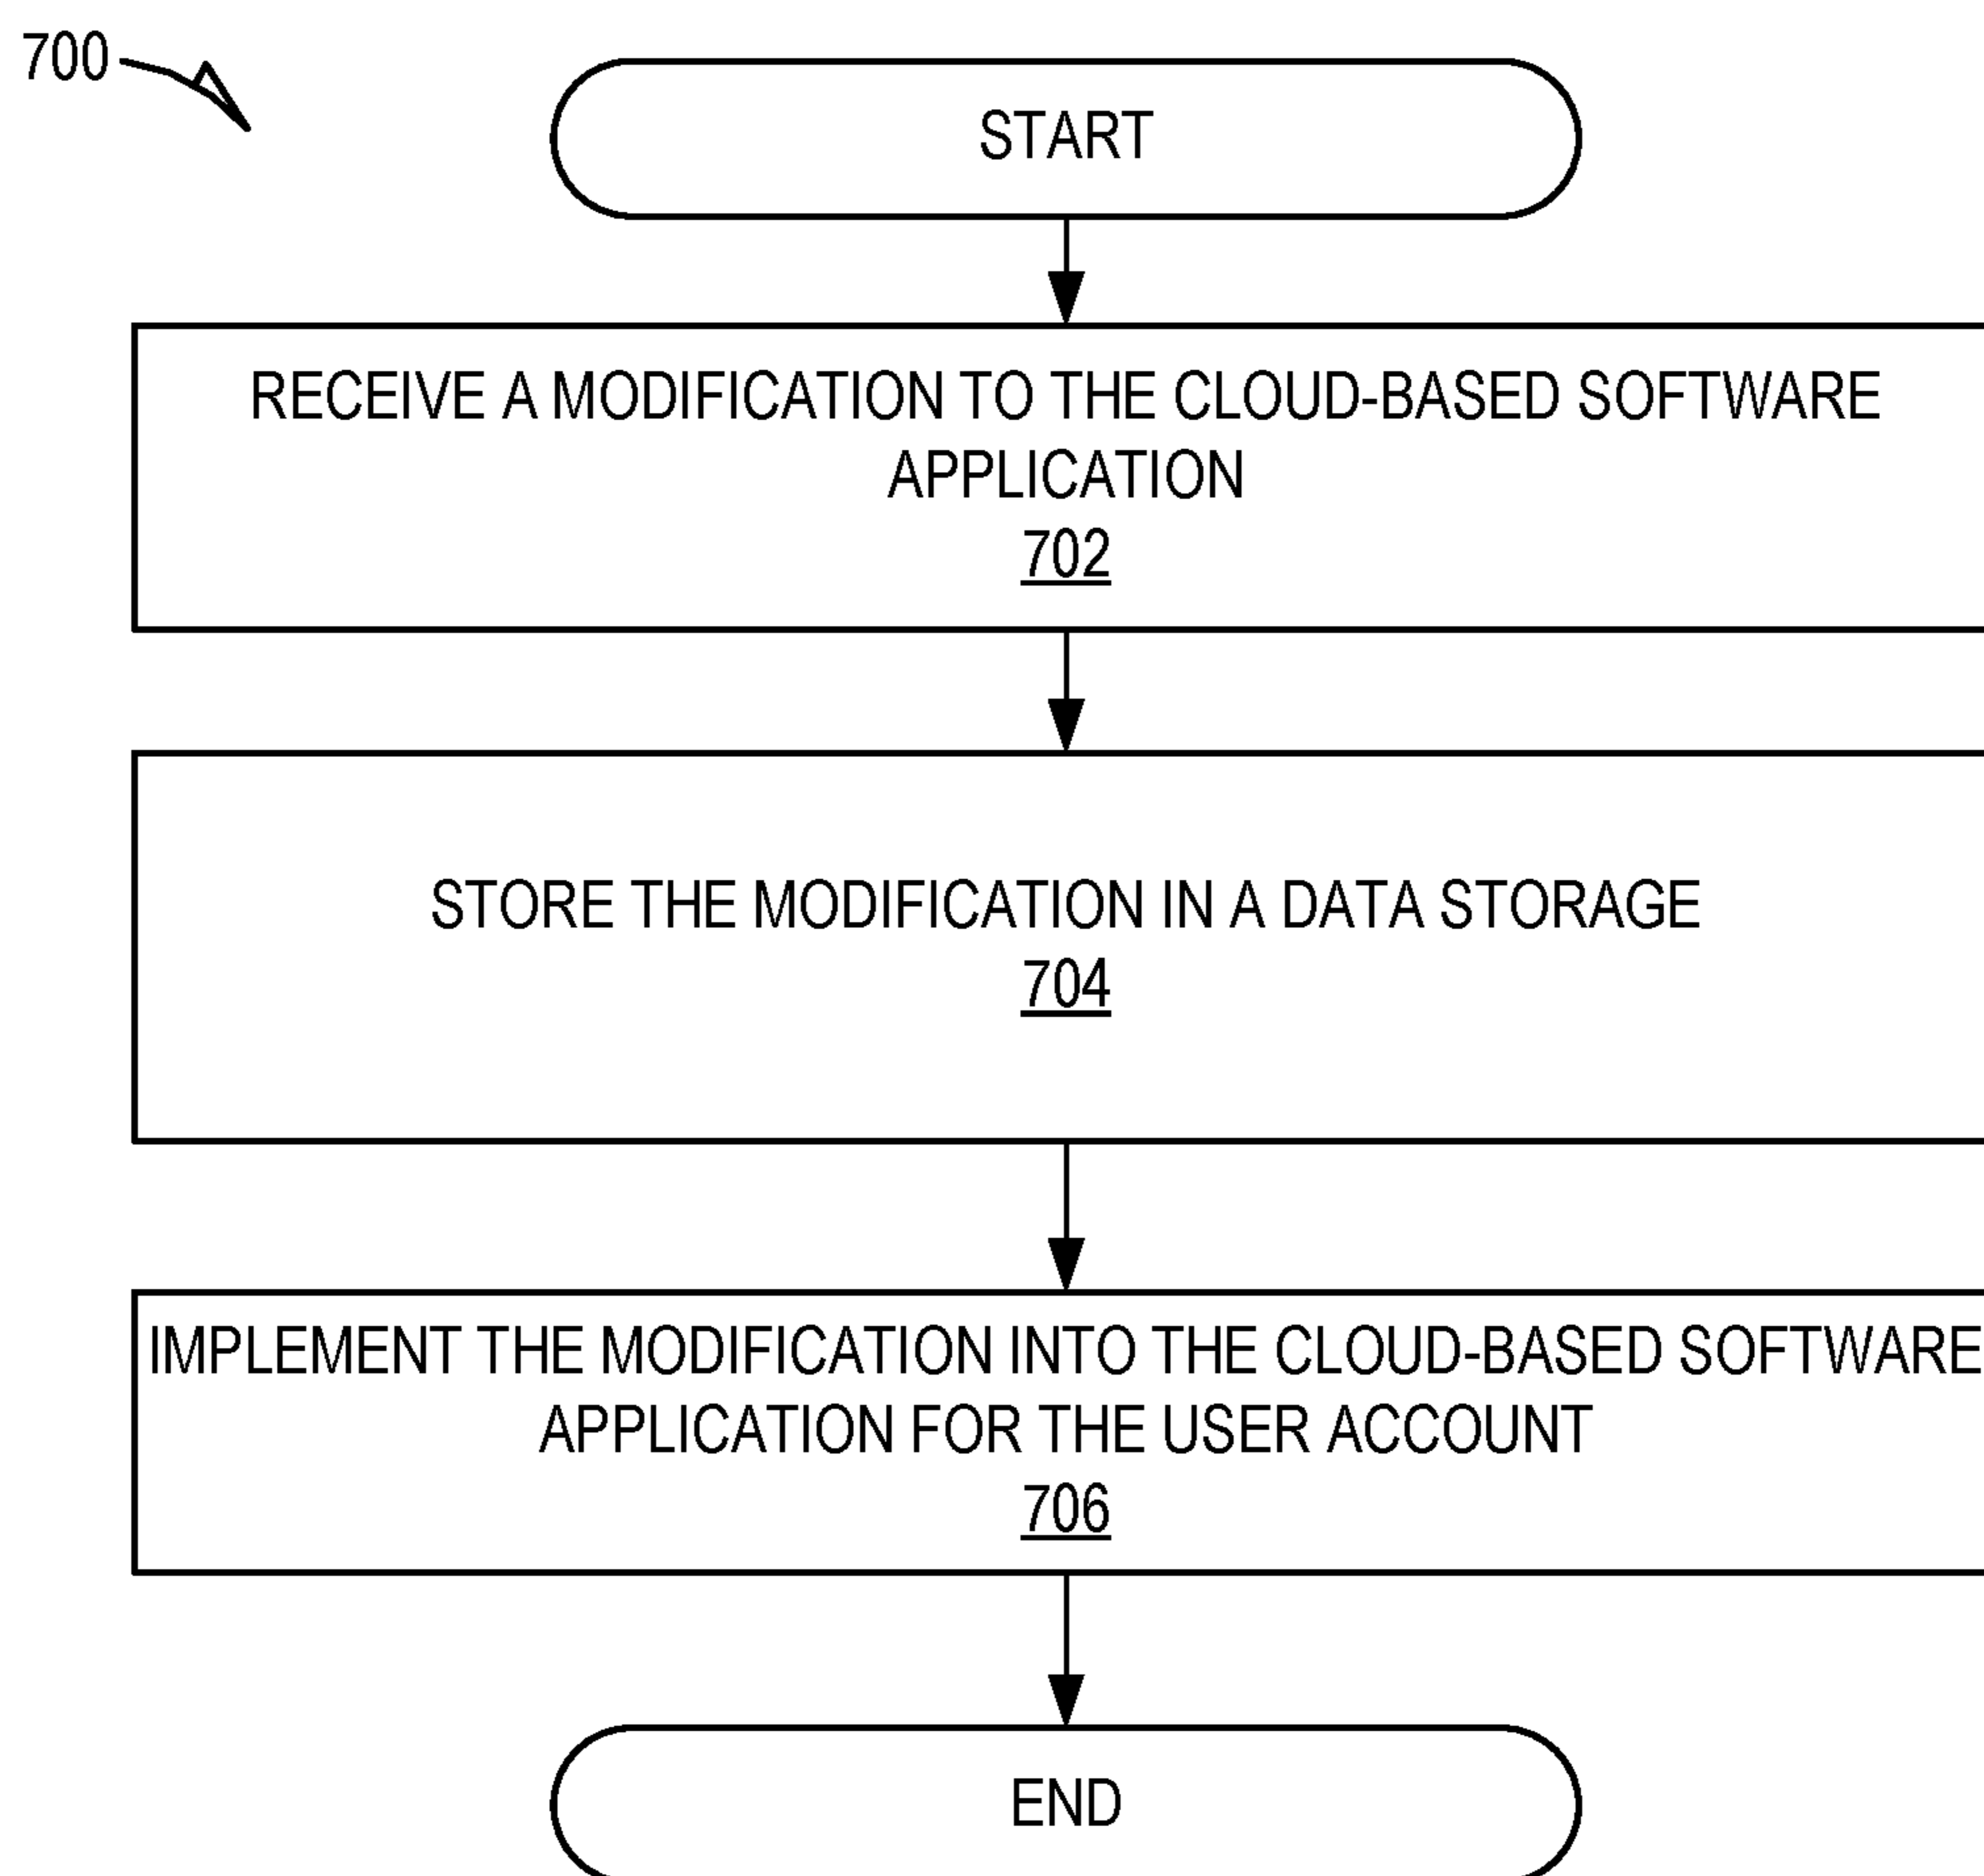 700
START
RECEIVE A MODIFICATION TO THE CLOUD-BASED SOFTWARE
APPLICATION
702
STORE THE MODIFICATION IN A DATA STORAGE
704
IMPLEMENT THE MODIFICATION INTO THE CLOUD-BASED SOFTWARE
APPLICATION FOR THE USER ACCOUNT
706
END